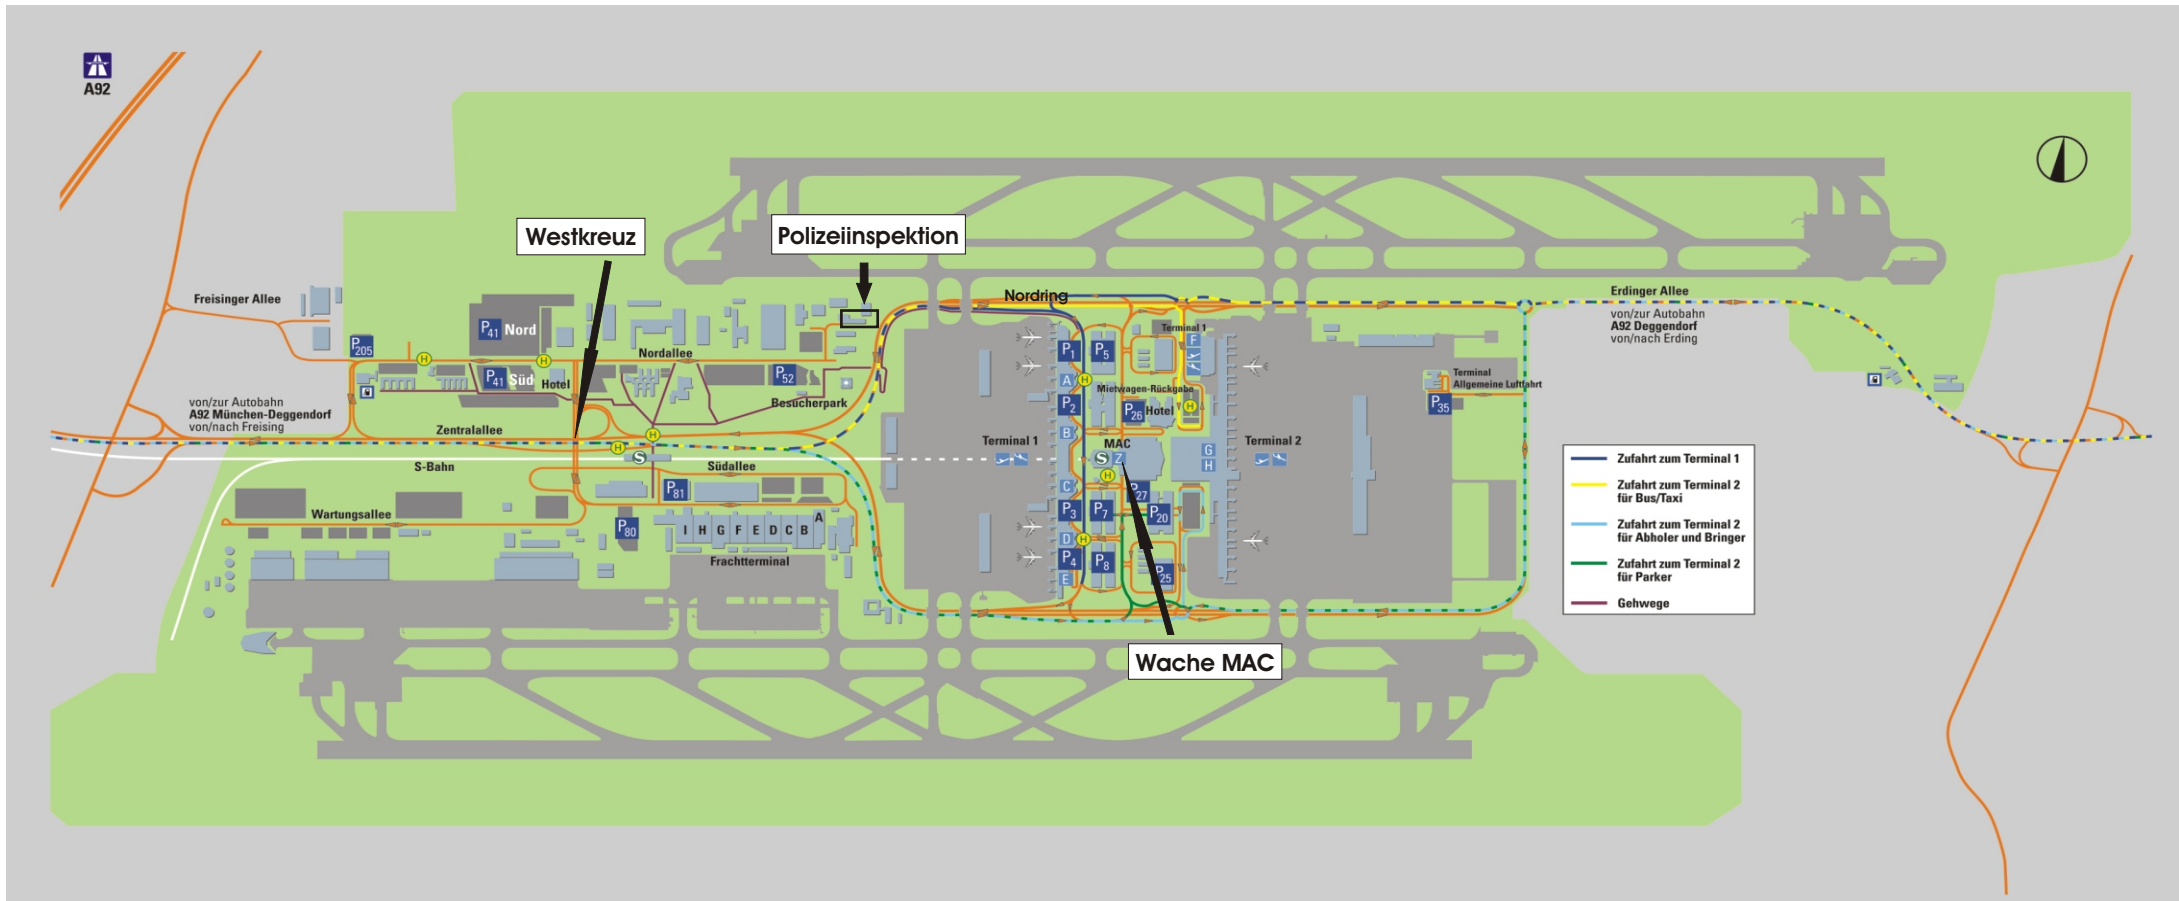 A92
Westkreuz
Polizeiinspektion
Freisinger Allee
Nordring
Erdinger Allee
von/zur Autobahn
A92 Deggendorf
von/nach Erding
P41 Nord
P205
H
H
Nordallee
P41 Süd
Hotel
P52
Besucherpark
von/zur Autobahn
A92 München-Deggendorf
von/nach Freising
Zentralallee
H
H
S
S-Bahn
Südallee
P81
Wartungsallee
P80
I H G F E D C B A
Frachtterminal
Terminal 1
P1
P5
A
H
P2
B
Terminal 1
F
Mietwagen-Rückgabe
P26
Hotel
H
MAC
S
Z
H
G
H
Terminal 2
C
P27
P3
P7
P20
D
H
P4
P8
P25
E
Terminal
Allgemeine Luftfahrt
P35
Wache MAC
Zufahrt zum Terminal 1
Zufahrt zum Terminal 2
für Bus/Taxi
Zufahrt zum Terminal 2
für Abholer und Bringer
Zufahrt zum Terminal 2
für Parker
Gehwege